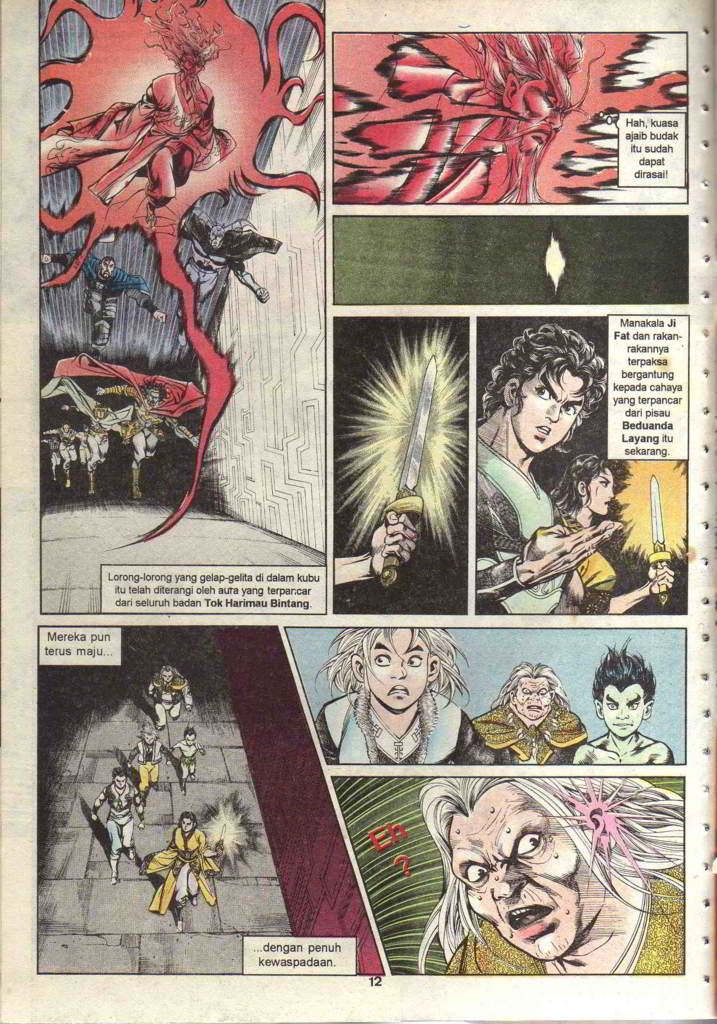 Lorong-lorong yang gelap-gelita di dalam kubu
itu telah diterangi oleh aura yang terpancar
dari seluruh badan Tok Harimau Bintang.
Hah, kuasa
ajaib budak
itu sudah
dapat
dirasai!
Manakala Ji
Fat dan rakan-
rakannya
terpaksa
bergantung
kepada cahaya
yang terpancar
dari pisau
Beduanda
Layang itu
sekarang.
Mereka pun
terus maju...
...dengan penuh
kewaspadaan.
Eh
?
12